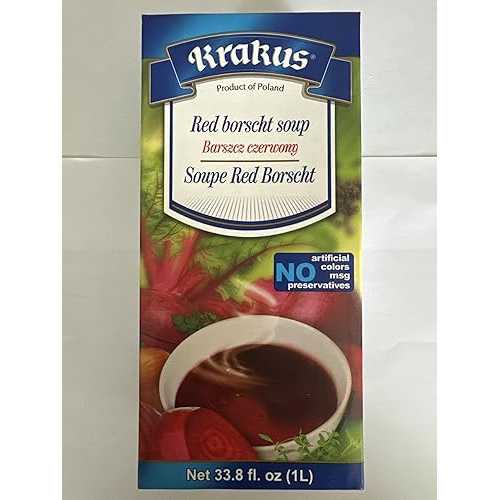 Krakus®
Product of Poland
Red borscht soup
Barszcz czerwony
Soupe Red Borscht
NO artificial
colors
msg
preservatives
Net 33.8 fl. oz (1L)